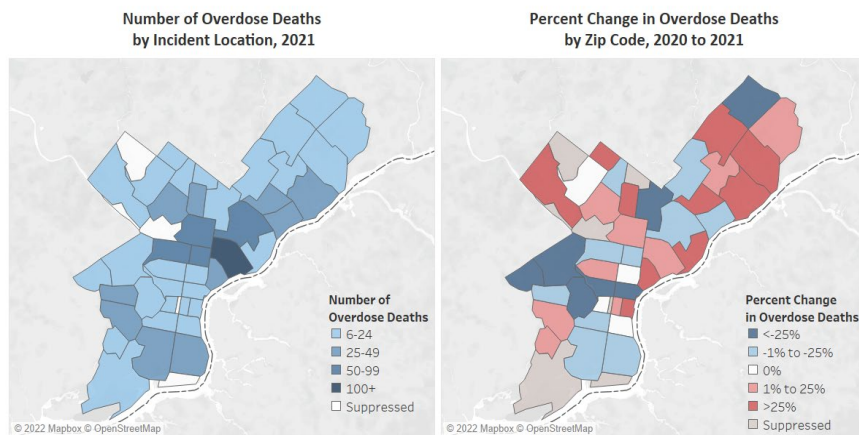 Number of Overdose Deaths
by Incident Location, 2021
Number of
Overdose Deaths
6-24
25-49
50-99
100+
Suppressed
© 2022 Mapbox © OpenStreetMap
Percent Change in Overdose Deaths
by Zip Code, 2020 to 2021
Percent Change
in Overdose Deaths
<-25%
-1% to -25%
0%
1% to 25%
>25%
Suppressed
© 2022 Mapbox © OpenStreetMap